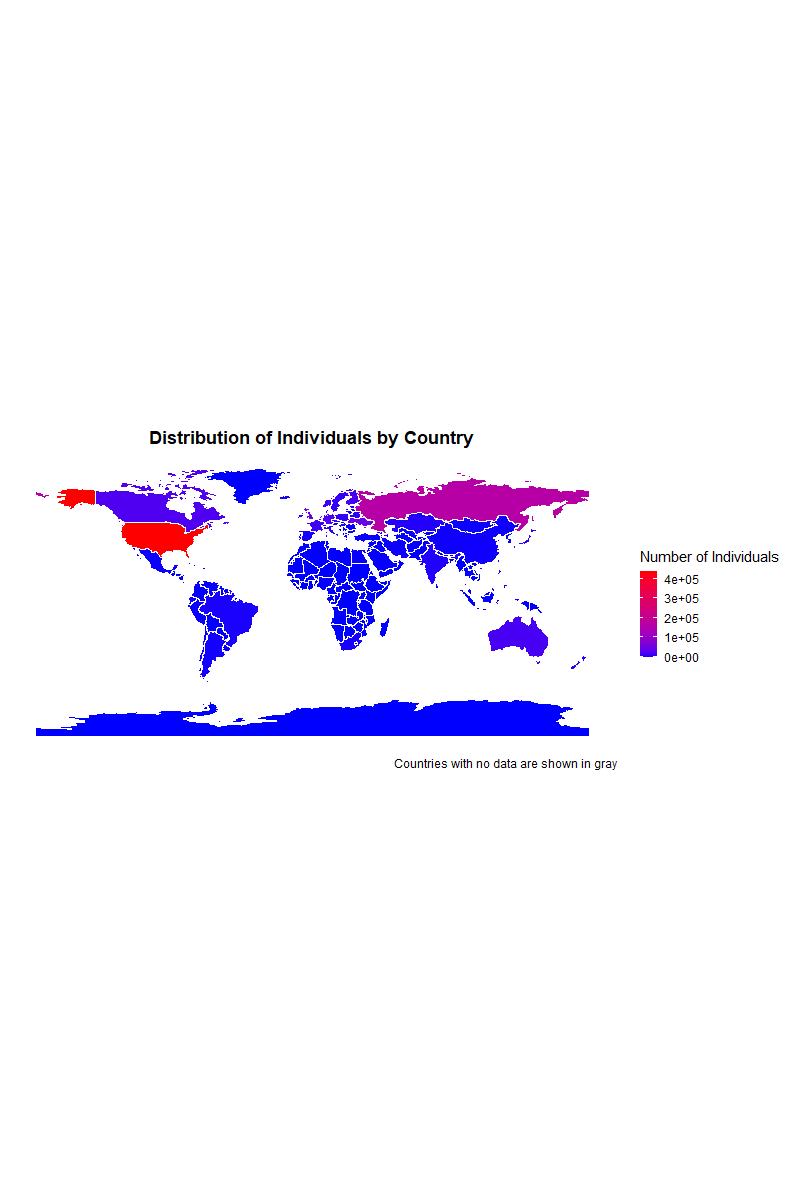 Distribution of Individuals by Country
Number of Individuals
4e+05
3e+05
2e+05
1e+05
0e+00
Countries with no data are shown in gray